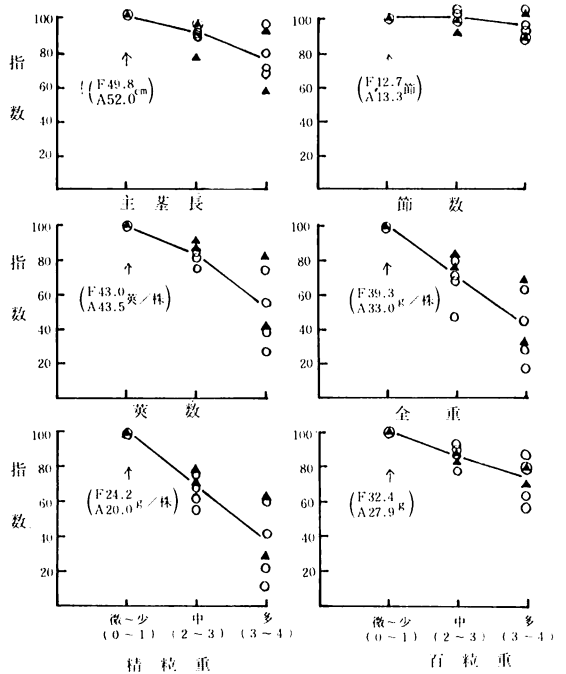 100
80
60
40
20
指
数
(F49.8
A52.0cm)
主 茎 長
100
80
60
40
20
(F12.7
A13.3節)
節 数
100
80
60
40
20
指
数
(F43.0
A43.5莢/株)
莢 数
100
80
60
40
20
(F39.3
A33.0g/株)
全 重
100
80
60
40
20
指
数
(F24.2
A20.0g/株)
微~少 中 多
(0~1) (2~3) (3~4)
精 粒 重
100
80
60
40
20
(F32.4
A27.9g)
微~少 中 多
(0~1) (2~3) (3~4)
百 粒 重